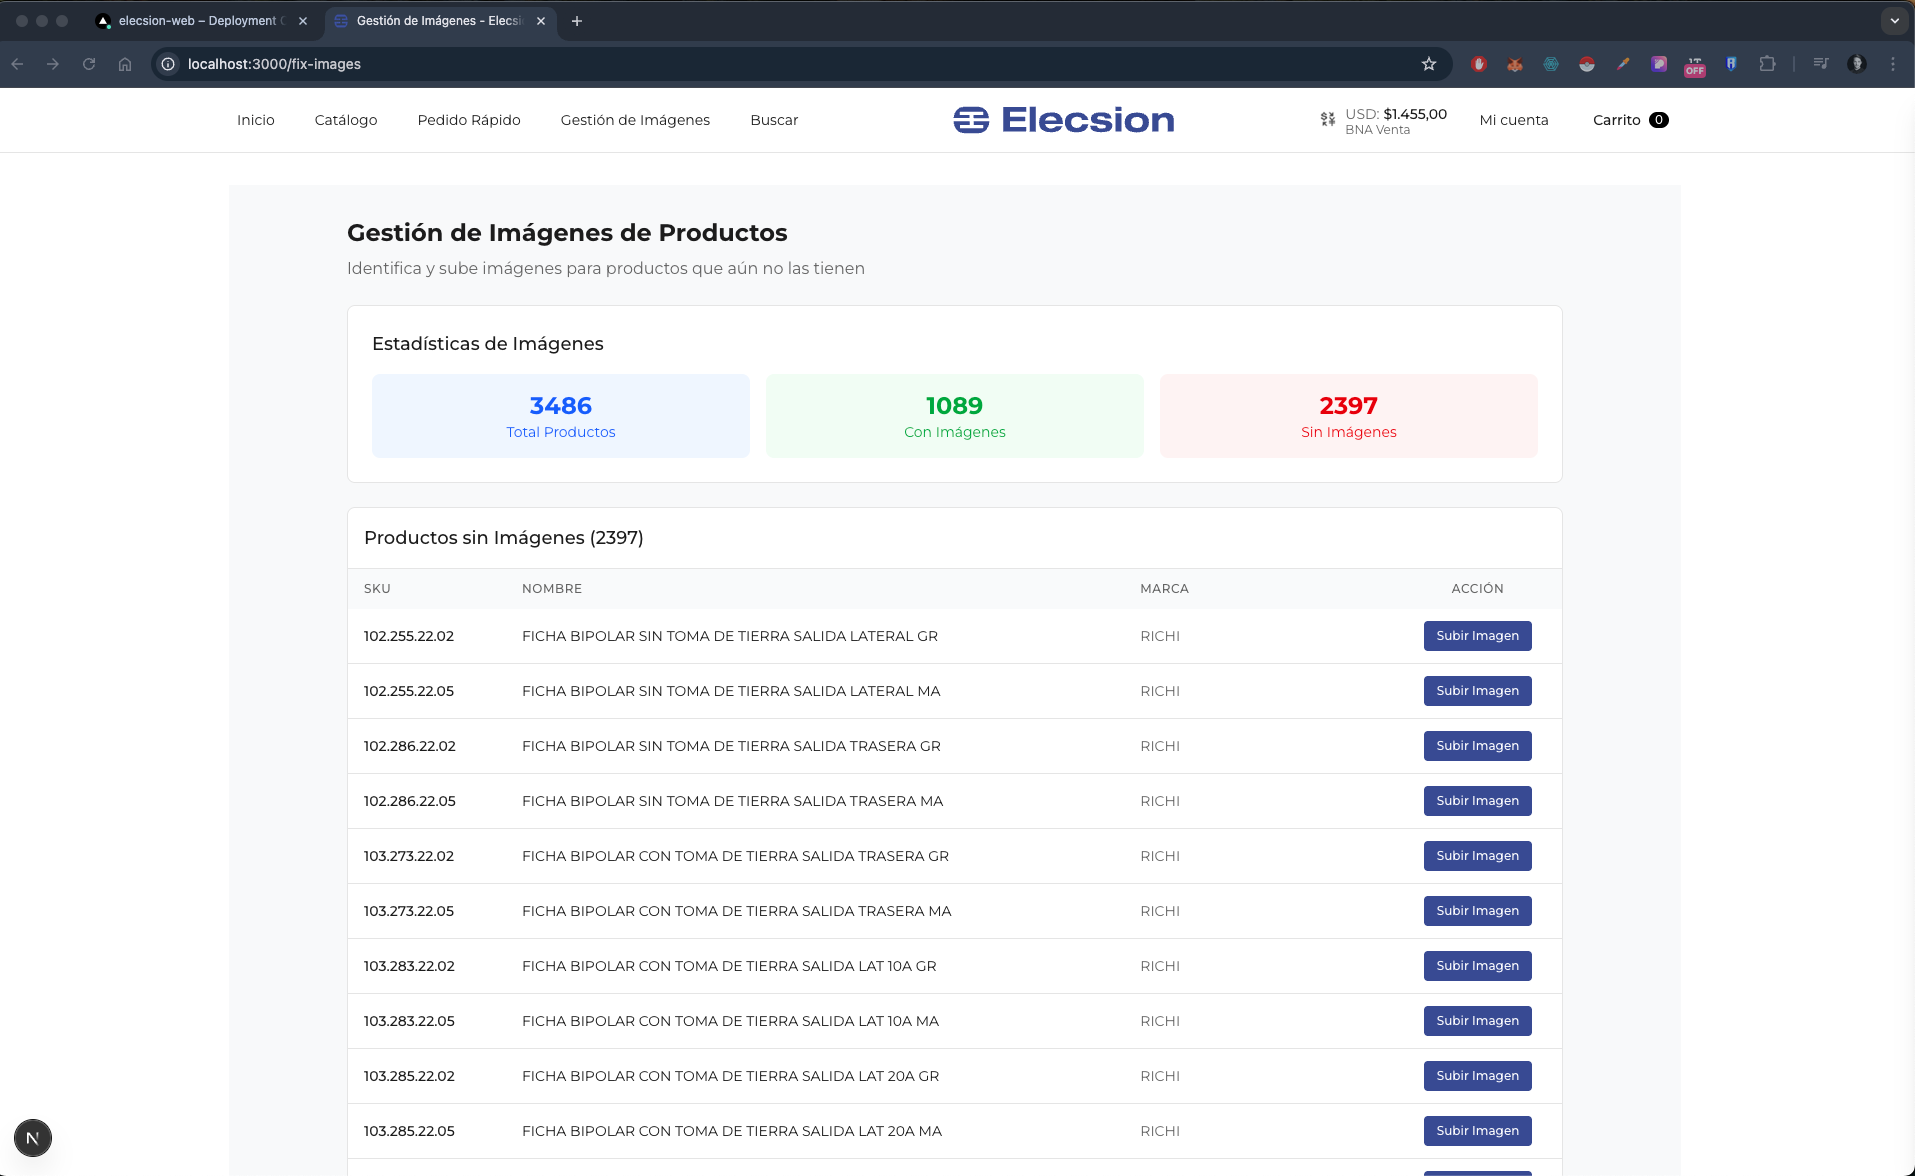 elecsion-web – Deployment
Gestión de Imágenes - Elecsi
localhost:3000/fix-images
OFF
Inicio
Catálogo
Pedido Rápido
Gestión de Imágenes
Buscar
Elecsion
USD: $1.455,00
BNA Venta
Mi cuenta
Carrito 0
Gestión de Imágenes de Productos
Identifica y sube imágenes para productos que aún no las tienen
Estadísticas de Imágenes
3486
Total Productos
1089
Con Imágenes
2397
Sin Imágenes
Productos sin Imágenes (2397)
SKU NOMBRE MARCA ACCIÓN
102.255.22.02 FICHA BIPOLAR SIN TOMA DE TIERRA SALIDA LATERAL GR RICHI Subir Imagen
102.255.22.05 FICHA BIPOLAR SIN TOMA DE TIERRA SALIDA LATERAL MA RICHI Subir Imagen
102.286.22.02 FICHA BIPOLAR SIN TOMA DE TIERRA SALIDA TRASERA GR RICHI Subir Imagen
102.286.22.05 FICHA BIPOLAR SIN TOMA DE TIERRA SALIDA TRASERA MA RICHI Subir Imagen
103.273.22.02 FICHA BIPOLAR CON TOMA DE TIERRA SALIDA TRASERA GR RICHI Subir Imagen
103.273.22.05 FICHA BIPOLAR CON TOMA DE TIERRA SALIDA TRASERA MA RICHI Subir Imagen
103.283.22.02 FICHA BIPOLAR CON TOMA DE TIERRA SALIDA LAT 10A GR RICHI Subir Imagen
103.283.22.05 FICHA BIPOLAR CON TOMA DE TIERRA SALIDA LAT 10A MA RICHI Subir Imagen
103.285.22.02 FICHA BIPOLAR CON TOMA DE TIERRA SALIDA LAT 20A GR RICHI Subir Imagen
103.285.22.05 FICHA BIPOLAR CON TOMA DE TIERRA SALIDA LAT 20A MA RICHI Subir Imagen
N